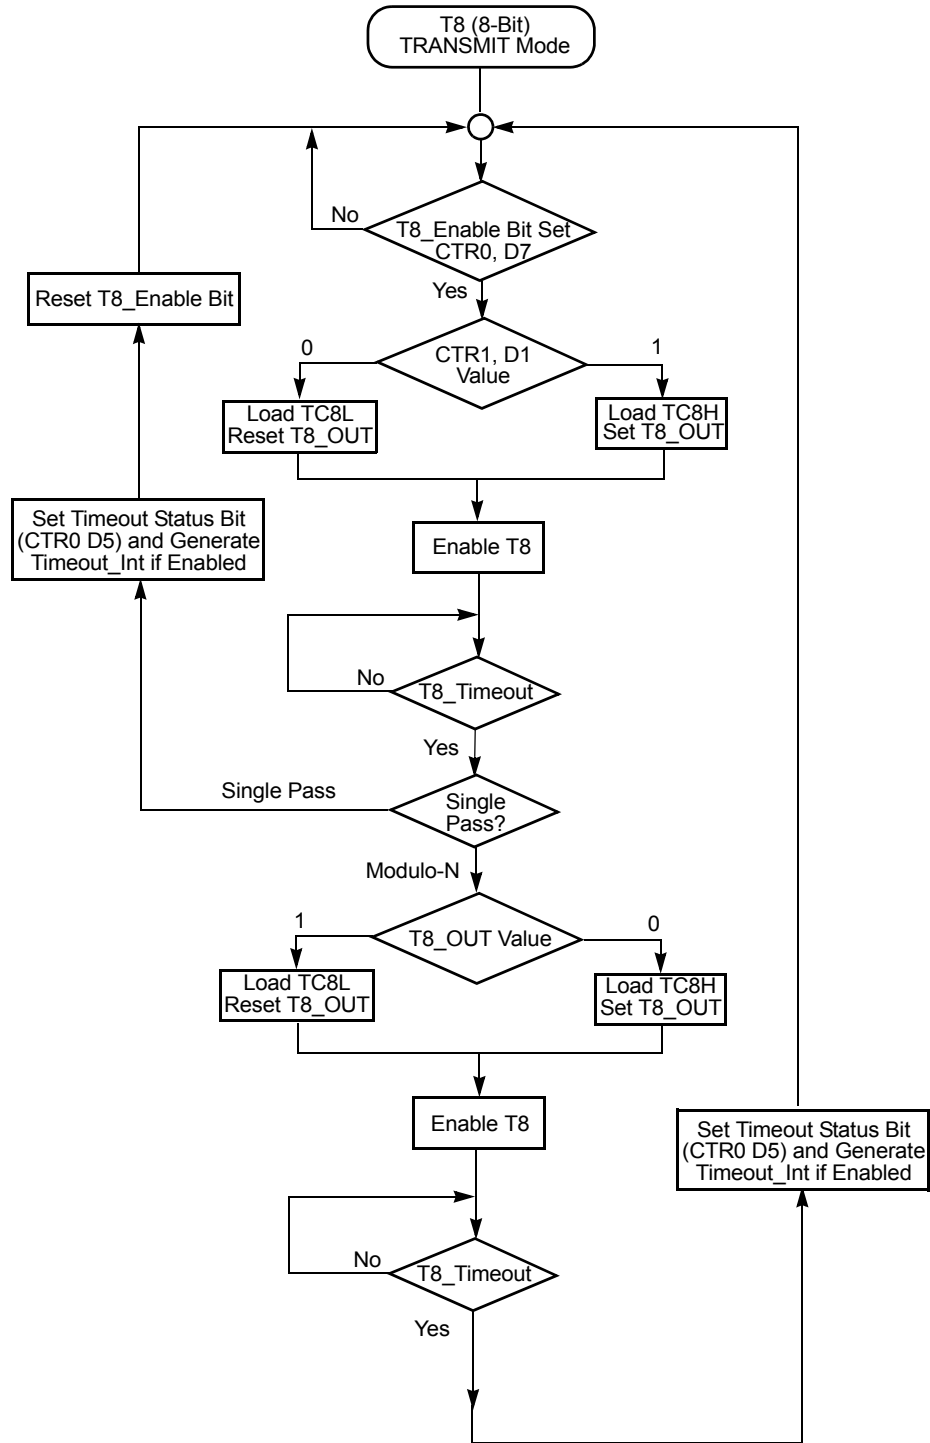 T8 (8-Bit)
TRANSMIT Mode
No
T8_Enable Bit Set
CTR0, D7
Yes
Reset T8_Enable Bit
0
CTR1, D1
Value
1
Load TC8L
Reset T8_OUT
Load TC8H
Set T8_OUT
Set Timeout Status Bit
(CTR0 D5) and Generate
Timeout_Int if Enabled
Enable T8
No
T8_Timeout
Yes
Single Pass
Single
Pass?
Modulo-N
1
T8_OUT Value
0
Load TC8L
Reset T8_OUT
Load TC8H
Set T8_OUT
Enable T8
Set Timeout Status Bit
(CTR0 D5) and Generate
Timeout_Int if Enabled
No
T8_Timeout
Yes